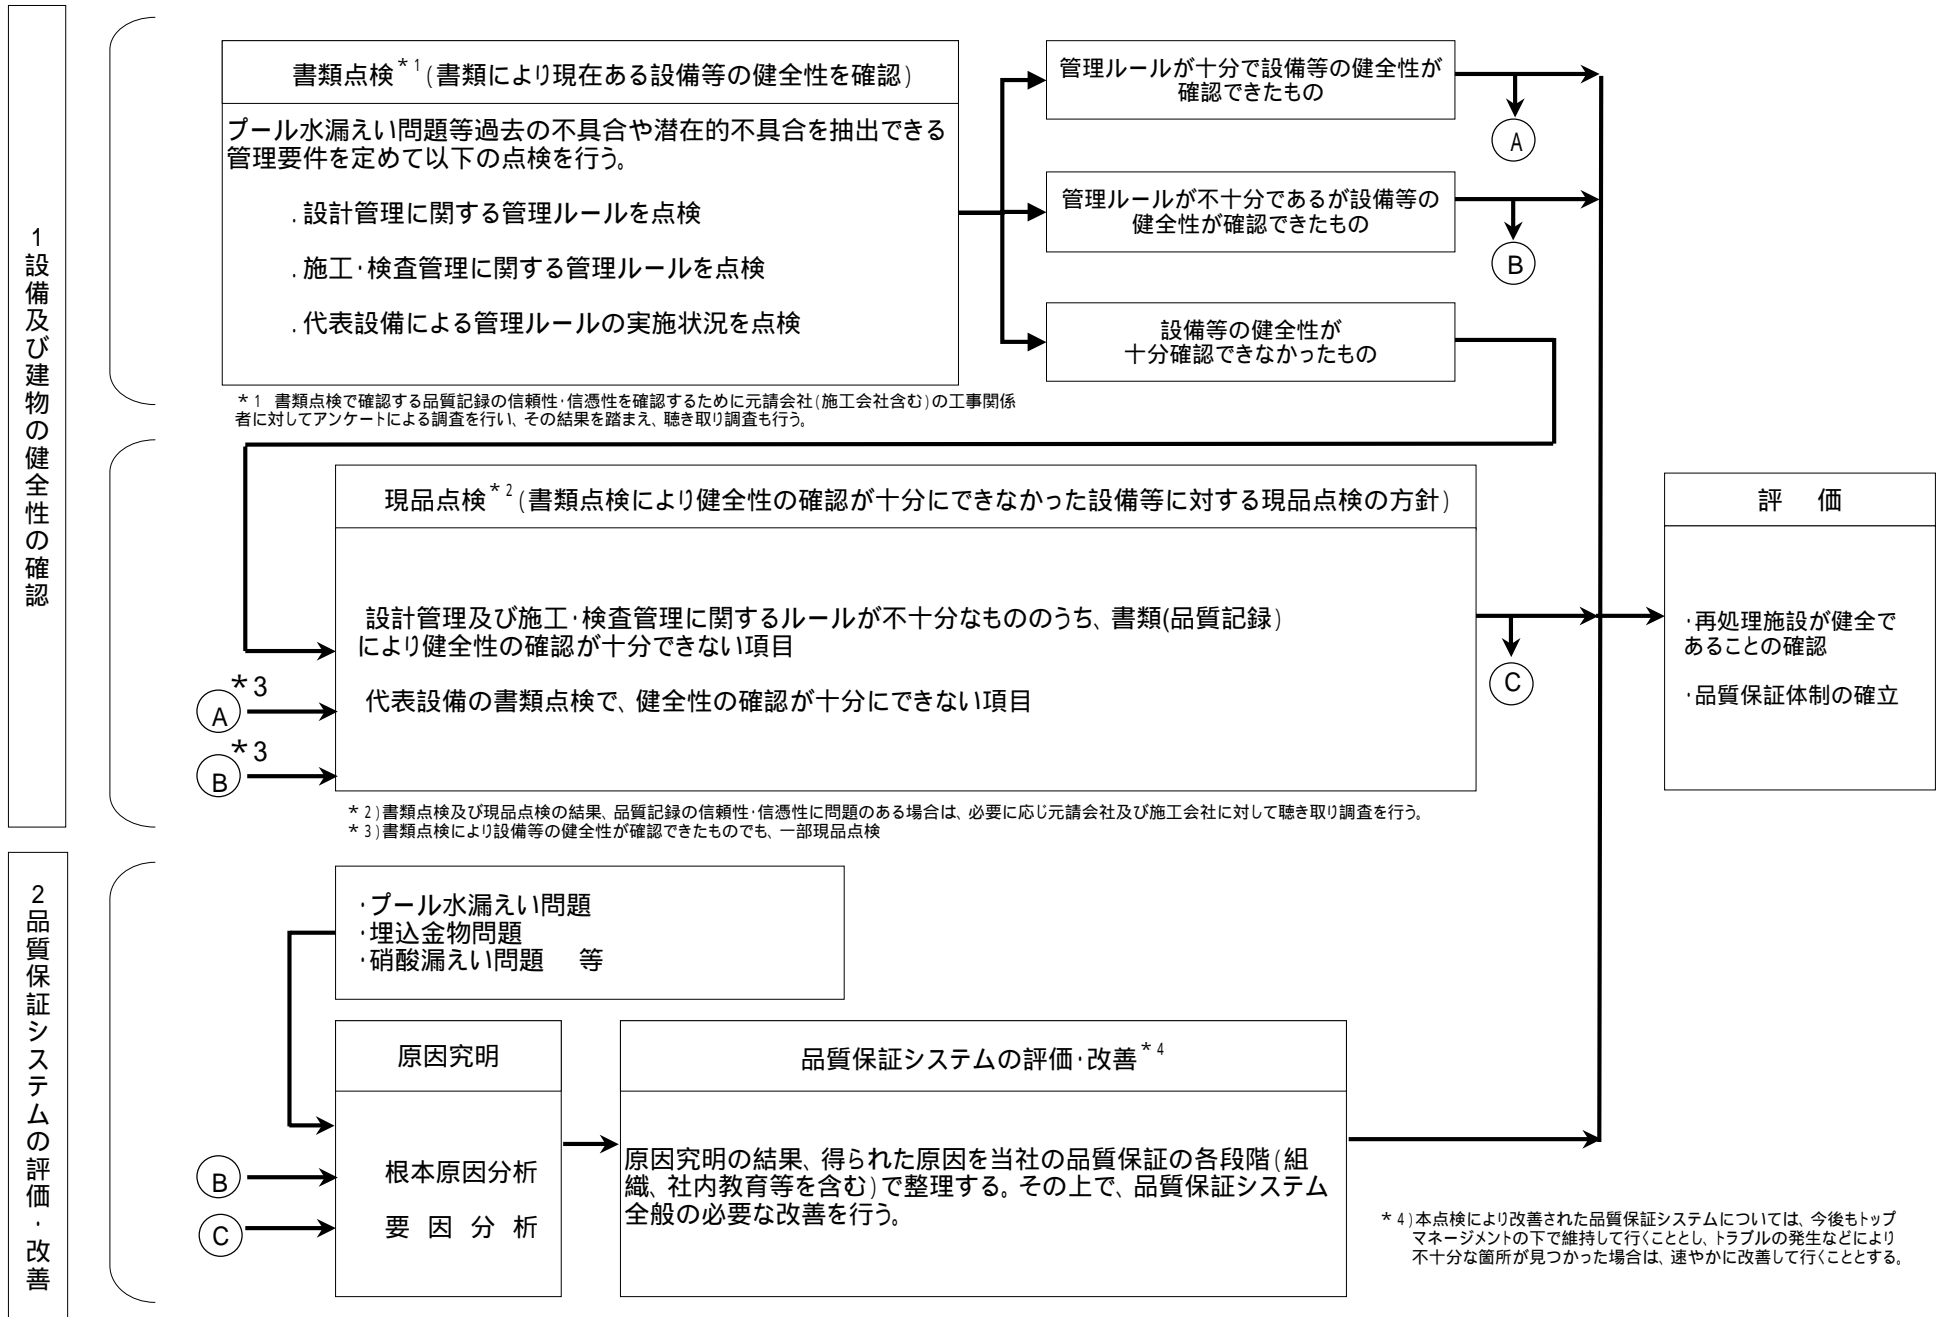 1設備及び建物の健全性の確認
書類点検*1(書類により現在ある設備等の健全性を確認)
プール水漏えい問題等過去の不具合や潜在的不具合を抽出できる
管理要件を定めて以下の点検を行う。
.設計管理に関する管理ルールを点検
.施工・検査管理に関する管理ルールを点検
.代表設備による管理ルールの実施状況を点検
*1 書類点検で確認する品質記録の信頼性・信憑性を確認するために元請会社(施工会社含む)の工事関係
者に対してアンケートによる調査を行い、その結果を踏まえ、聴き取り調査も行う。
管理ルールが十分で設備等の健全性が
確認できたもの
A
管理ルールが不十分であるが設備等の
健全性が確認できたもの
B
設備等の健全性が
十分確認できなかったもの
現品点検*2(書類点検により健全性の確認が十分にできなかった設備等に対する現品点検の方針)
設計管理及び施工・検査管理に関するルールが不十分なもののうち、書類(品質記録)
により健全性の確認が十分できない項目
代表設備の書類点検で、健全性の確認が十分にできない項目
A *3
B *3
C
*2)書類点検及び現品点検の結果、品質記録の信頼性・信憑性に問題のある場合は、必要に応じ元請会社及び施工会社に対して聴き取り調査を行う。
*3)書類点検により設備等の健全性が確認できたものでも、一部現品点検
評 価
・再処理施設が健全で
あることの確認
・品質保証体制の確立
2品質保証システムの評価・改善
・プール水漏えい問題
・埋込金物問題
・硝酸漏えい問題 等
原因究明
根本原因分析
要 因 分 析
B
C
品質保証システムの評価・改善*4
原因究明の結果、得られた原因を当社の品質保証の各段階(組
織、社内教育等を含む)で整理する。その上で、品質保証システム
全般の必要な改善を行う。
*4)本点検により改善された品質保証システムについては、今後もトップ
マネージメントの下で維持して行くこととし、トラブルの発生などにより
不十分な箇所が見つかった場合は、速やかに改善して行くこととする。